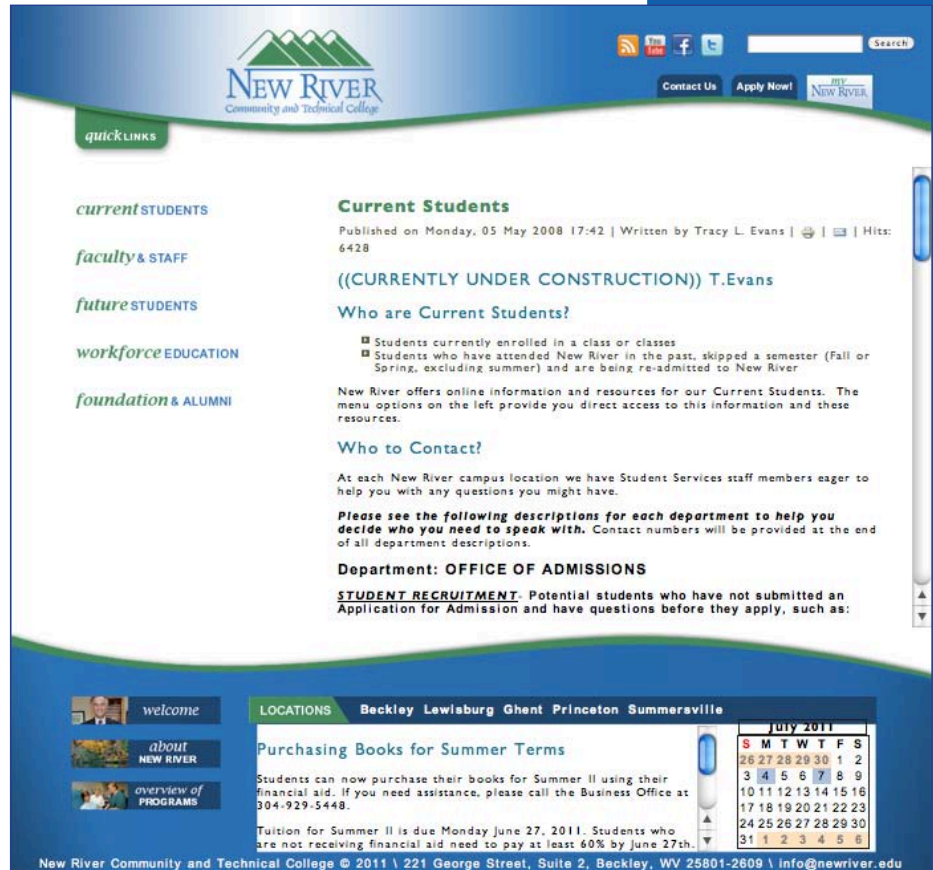 NEW RIVER
Community and Technical College
You Tube
Search
Contact Us
Apply Now!
my NEW RIVER
quick LINKS
current STUDENTS
faculty & STAFF
future STUDENTS
workforce EDUCATION
foundation & ALUMNI
Current Students
Published on Monday, 05 May 2008 17:42 | Written by Tracy L. Evans | | | Hits:
6428
((CURRENTLY UNDER CONSTRUCTION)) T.Evans
Who are Current Students?
Students currently enrolled in a class or classes
Students who have attended New River in the past, skipped a semester (Fall or
Spring, excluding summer) and are being re-admitted to New River
New River offers online information and resources for our Current Students. The
menu options on the left provide you direct access to this information and these
resources.
Who to Contact?
At each New River campus location we have Student Services staff members eager to
help you with any questions you might have.
Please see the following descriptions for each department to help you
decide who you need to speak with. Contact numbers will be provided at the end
of all department descriptions.
Department: OFFICE OF ADMISSIONS
STUDENT RECRUITMENT- Potential students who have not submitted an
Application for Admission and have questions before they apply, such as:
welcome
about
NEW RIVER
overview of
PROGRAMS
LOCATIONS Beckley Lewisburg Ghent Princeton Summersville
Purchasing Books for Summer Terms
Students can now purchase their books for Summer II using their
financial aid. If you need assistance, please call the Business Office at
304-929-5448.
Tuition for Summer II is due Monday June 27, 2011. Students who
are not receiving financial aid need to pay at least 60% by June 27th.
July 2011
S M T W T F S
26 27 28 29 30 1 2
3 4 5 6 7 8 9
10 11 12 13 14 15 16
17 18 19 20 21 22 23
24 25 26 27 28 29 30
31 1 2 3 4 5 6
New River Community and Technical College © 2011 \ 221 George Street, Suite 2, Beckley, WV 25801-2609 \ info@newriver.edu